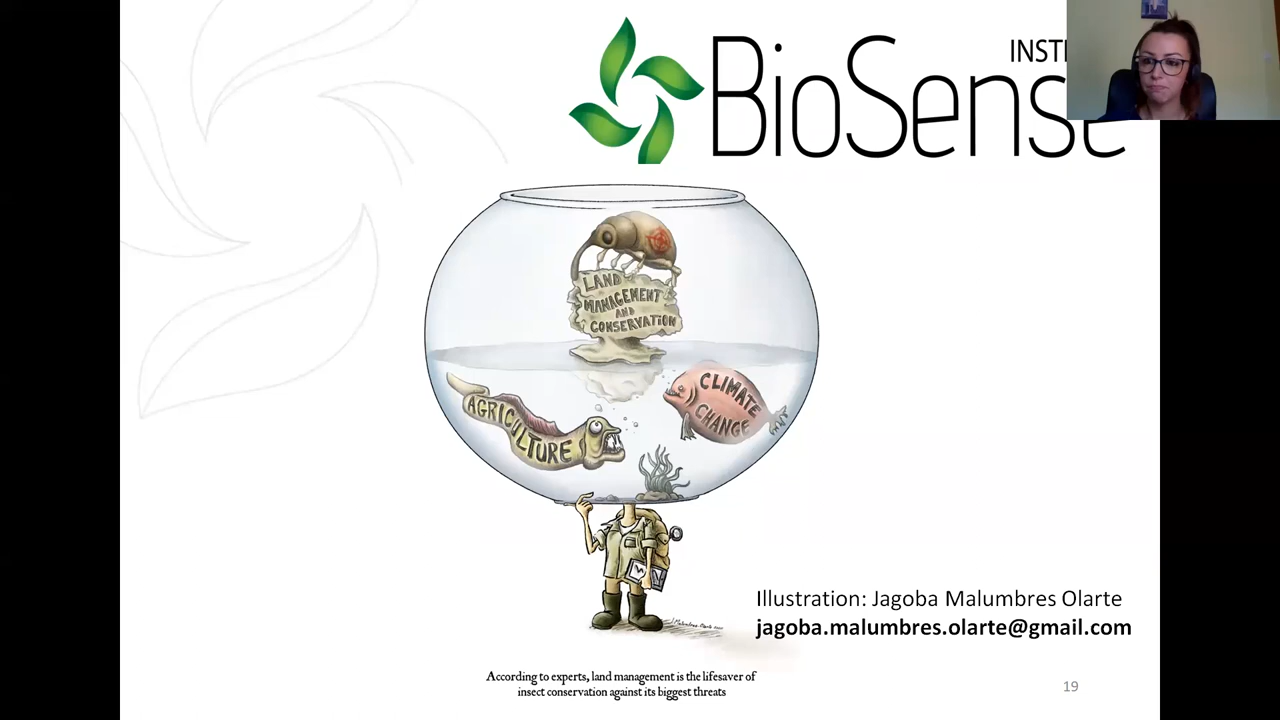 INST
BioSense
LAND
MANAGEMENT
AND
CONSERVATION
CLIMATE
CHANGE
AGRICULTURE
Illustration: Jagoba Malumbres Olarte
jagoba.malumbres.olarte@gmail.com
According to experts, land management is the lifesaver of
insect conservation against its biggest threats
19